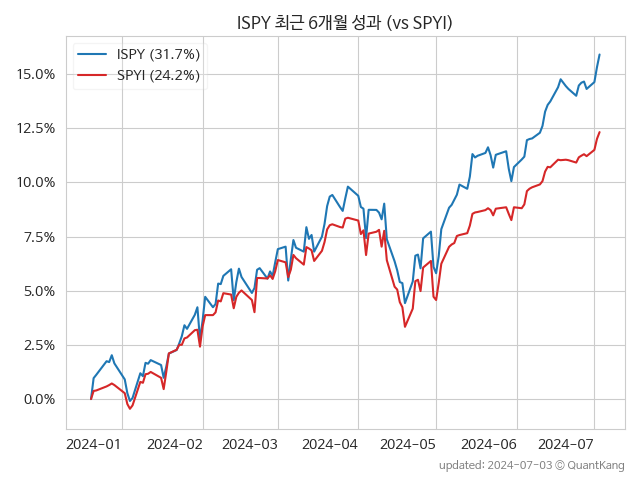 ISPY 최근 6개월 성과 (vs SPYI)
ISPY (31.7%)
SPYI (24.2%)
15.0%
12.5%
10.0%
7.5%
5.0%
2.5%
0.0%
2024-01 2024-02 2024-03 2024-04 2024-05 2024-06 2024-07
updated: 2024-07-03 © QuantKang